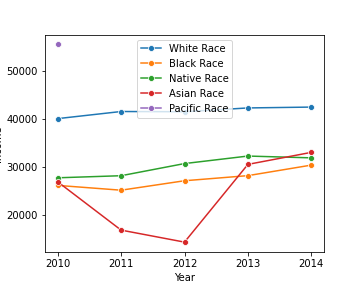 White Race
Black Race
Native Race
Asian Race
Pacific Race
50000
40000
30000
20000
2010 2011 2012 2013 2014
Year